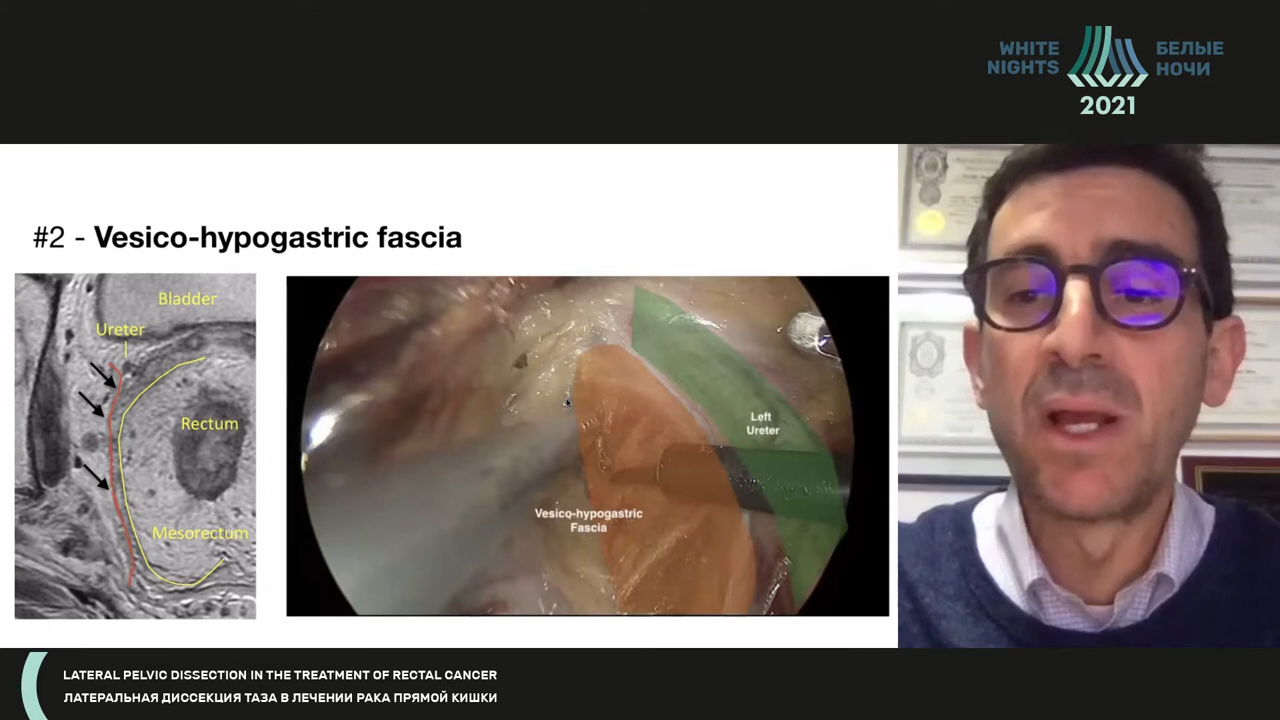 WHITE NIGHTS
БЕЛЫЕ НОЧИ
2021
#2 - Vesico-hypogastric fascia
Bladder
Ureter
Rectum
Mesorectum
Left
Ureter
Vesico-hypogastric
Fascia
LATERAL PELVIC DISSECTION IN THE TREATMENT OF RECTAL CANCER
ЛАТЕРАЛЬНАЯ ДИССЕКЦИЯ ТАЗА В ЛЕЧЕНИИ РАКА ПРЯМОЙ КИШКИ